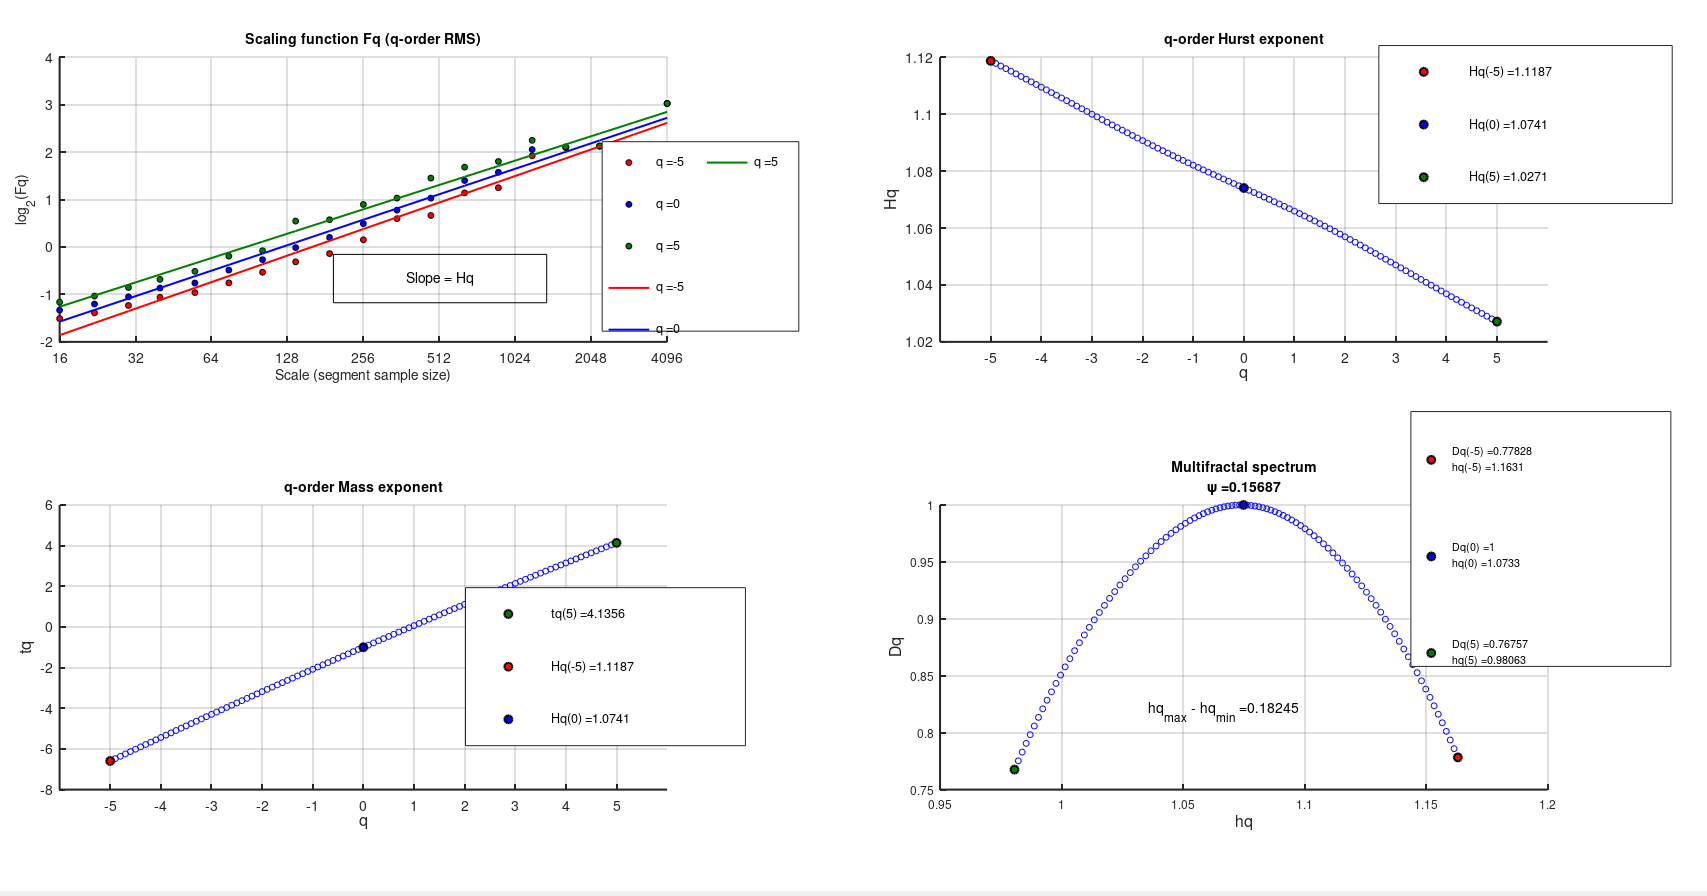 Scaling function Fq (q-order RMS)
4
3
2
1
0
-1
-2
log2(Fq)
16
32
64
128
256
512
1024
2048
4096
Scale (segment sample size)
Slope = Hq
q =-5
q =5
q =0
q =5
q =-5
q =0
q-order Hurst exponent
1.12
1.1
1.08
1.06
1.04
1.02
Hq
-5
-4
-3
-2
-1
0
1
2
3
4
5
q
Hq(-5) =1.1187
Hq(0) =1.0741
Hq(5) =1.0271
q-order Mass exponent
6
4
2
0
-2
-4
-6
-8
tq
-5
-4
-3
-2
-1
0
1
2
3
4
5
q
tq(5) =4.1356
Hq(-5) =1.1187
Hq(0) =1.0741
Multifractal spectrum
ψ =0.15687
1
0.95
0.9
0.85
0.8
0.75
Dq
0.95
1
1.05
1.1
1.15
1.2
hq
hqmax - hqmin =0.18245
Dq(-5) =0.77828
hq(-5) =1.1631
Dq(0) =1
hq(0) =1.0733
Dq(5) =0.76757
hq(5) =0.98063